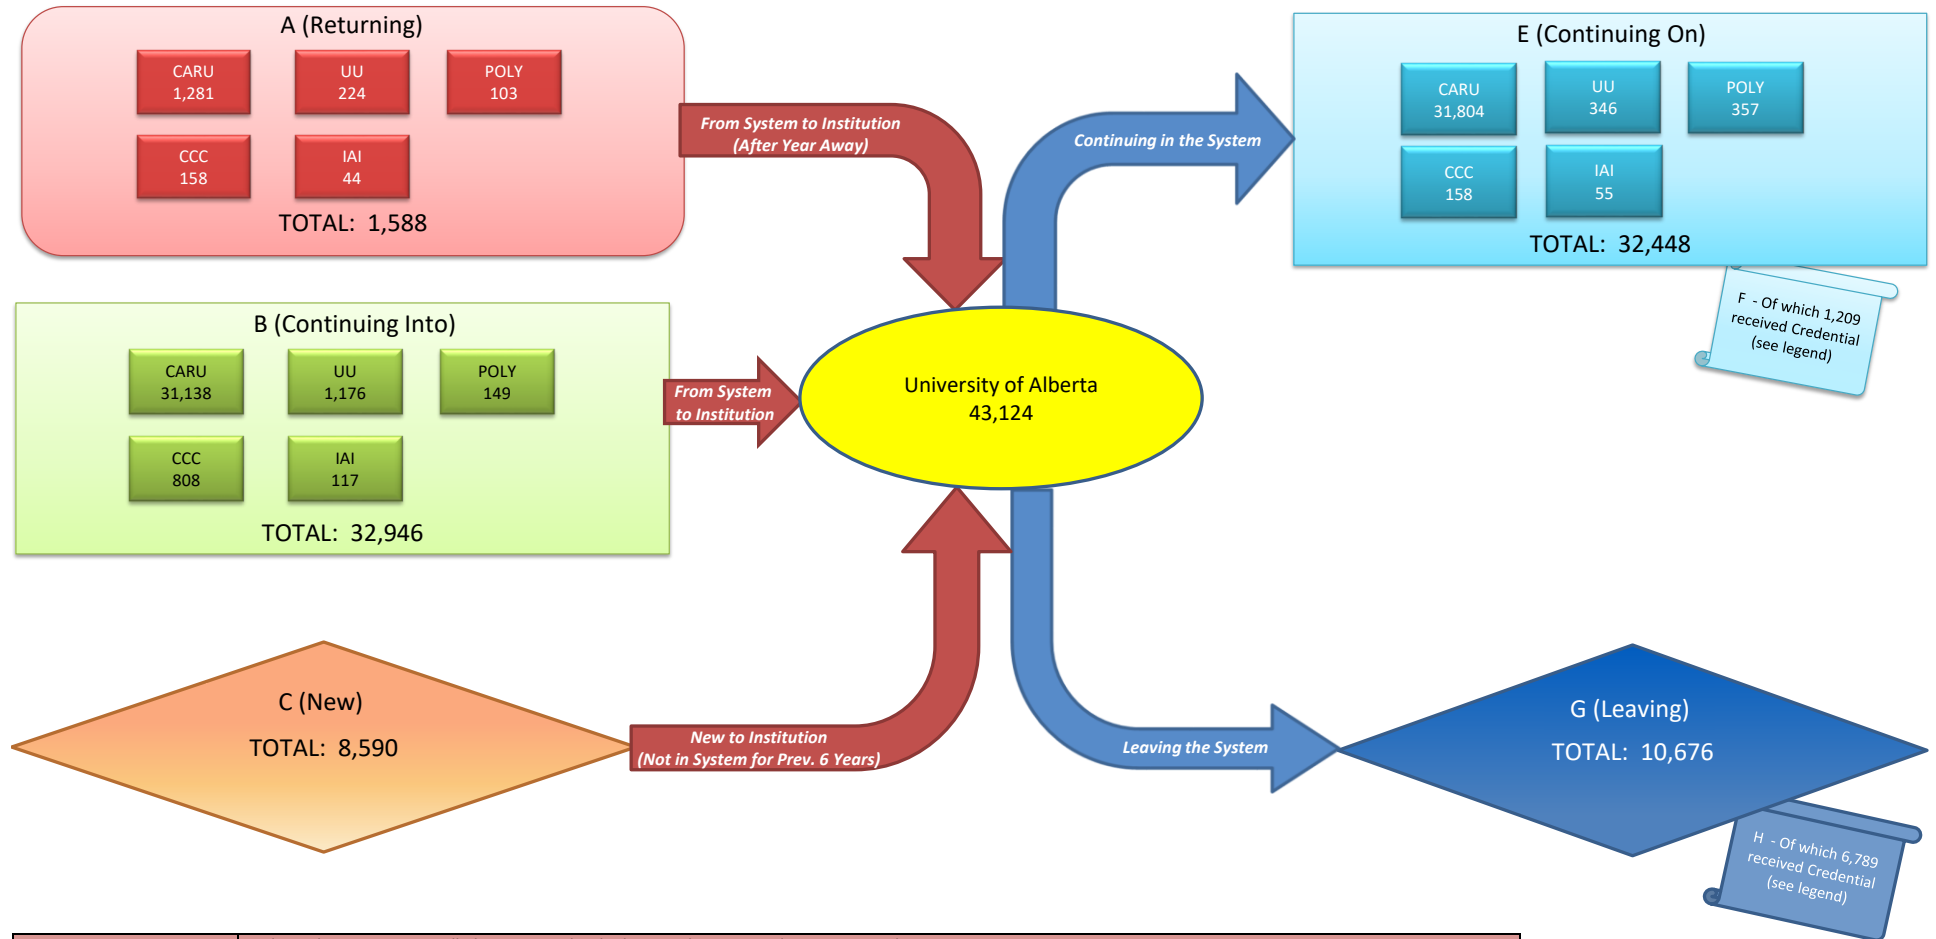 A (Returning)
CARU
1,281
UU
224
POLY
103
CCC
158
IAI
44
TOTAL: 1,588
From System to Institution
(After Year Away)
B (Continuing Into)
CARU
31,138
UU
1,176
POLY
149
CCC
808
IAI
117
TOTAL: 32,946
From System
to Institution
C (New)
TOTAL: 8,590
New to Institution
(Not in System for Prev. 6 Years)
University of Alberta
43,124
Continuing in the System
E (Continuing On)
CARU
31,804
UU
346
POLY
357
CCC
158
IAI
55
TOTAL: 32,448
F - Of which 1,209
received Credential
(see legend)
Leaving the System
G (Leaving)
TOTAL: 10,676
H - Of which 6,789
received Credential
(see legend)